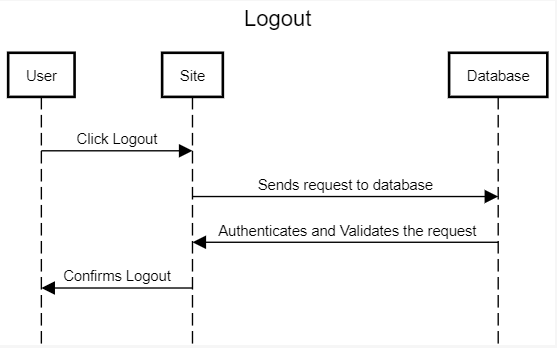 Logout
User
Site
Database
Click Logout
Sends request to database
Authenticates and Validates the request
Confirms Logout